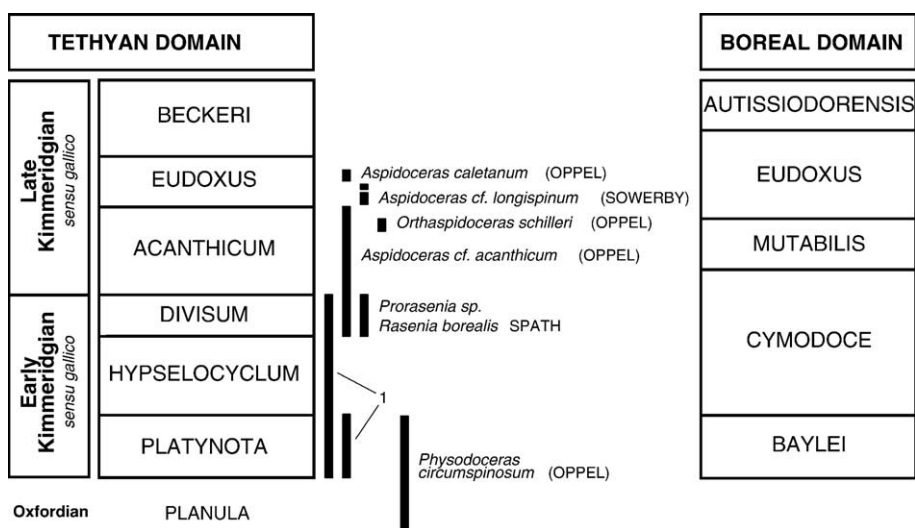 TETHYAN DOMAIN
BOREAL DOMAIN
Late
Kimmeridgian
sensu gallico
BECKERI
EUDOXUS
ACANTHICUM
Early
Kimmeridgian
sensu gallico
DIVISUM
HYPSELOCYCLUM
PLATYNOTA
Oxfordian
PLANULA
Aspidoceras caletanum (OPPEL)
Aspidoceras cf. longispinum (SOWERBY)
Orthaspidoceras schilleri (OPPEL)
Aspidoceras cf. acanthicum (OPPEL)
Prorasenia sp.
Rasenia borealis SPATH
1
Physodoceras
circumspinosum (OPPEL)
AUTISSIODORENSIS
EUDOXUS
MUTABILIS
CYMODOCE
BAYLEI